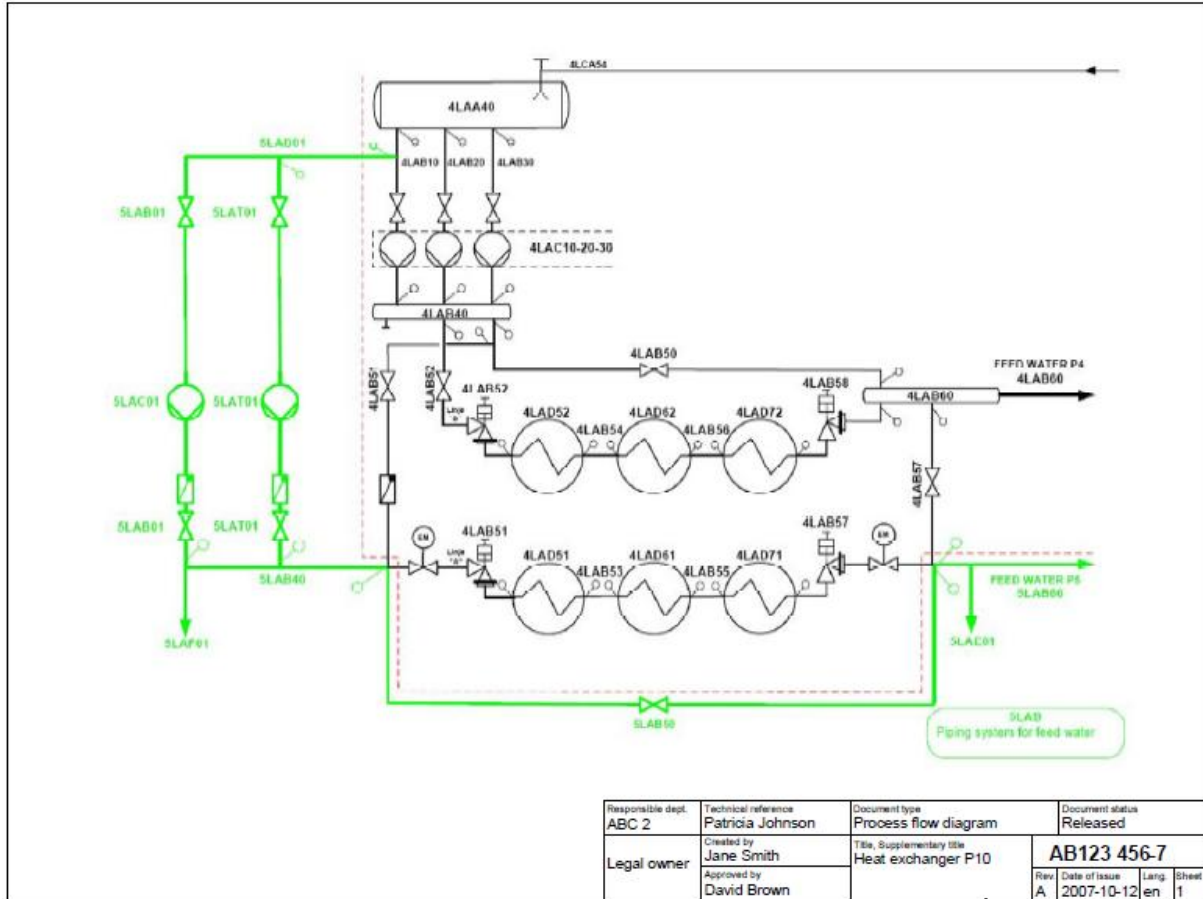 4LCA54
4LAA40
5LAD01
4LAB10
4LAB20
4LAB30
5LAB01
5LAT01
4LAC10-20-30
4LAB40
4LAB50
FEED WATER P4
4LAB60
4LAB51
4LAB52
4LAB52
4LAB58
4LAB60
5LAC01
5LAT01
4LAD52
4LAD62
4LAD72
4LAB54
4LAB56
4LAB57
5LAB01
5LAT01
4LAB51
4LAB57
5LAB40
4LAD51
4LAD61
4LAD71
4LAB53
4LAB55
FEED WATER P5
5LAB50
5LAB
Piping system for feed water
Responsible dept.
ABC 2
Technical reference
Patricia Johnson
Document type
Process flow diagram
Document status
Released
Legal owner
Created by
Jane Smith
Title, Supplementary title
Heat exchanger P10
AB123 456-7
Approved by
David Brown
Rev.
A
Date of issue
2007-10-12
Lang.
en
Sheet
1